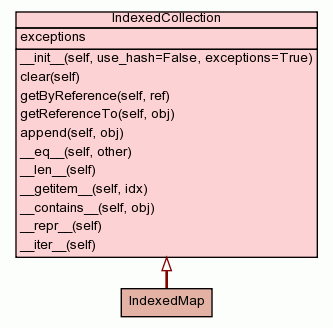 IndexedCollection
exceptions
__init__(self, use_hash=False, exceptions=True)
clear(self)
getByReference(self, ref)
getReferenceTo(self, obj)
append(self, obj)
__eq__(self, other)
__len__(self)
__getitem__(self, idx)
__contains__(self, obj)
__repr__(self)
__iter__(self)
IndexedMap